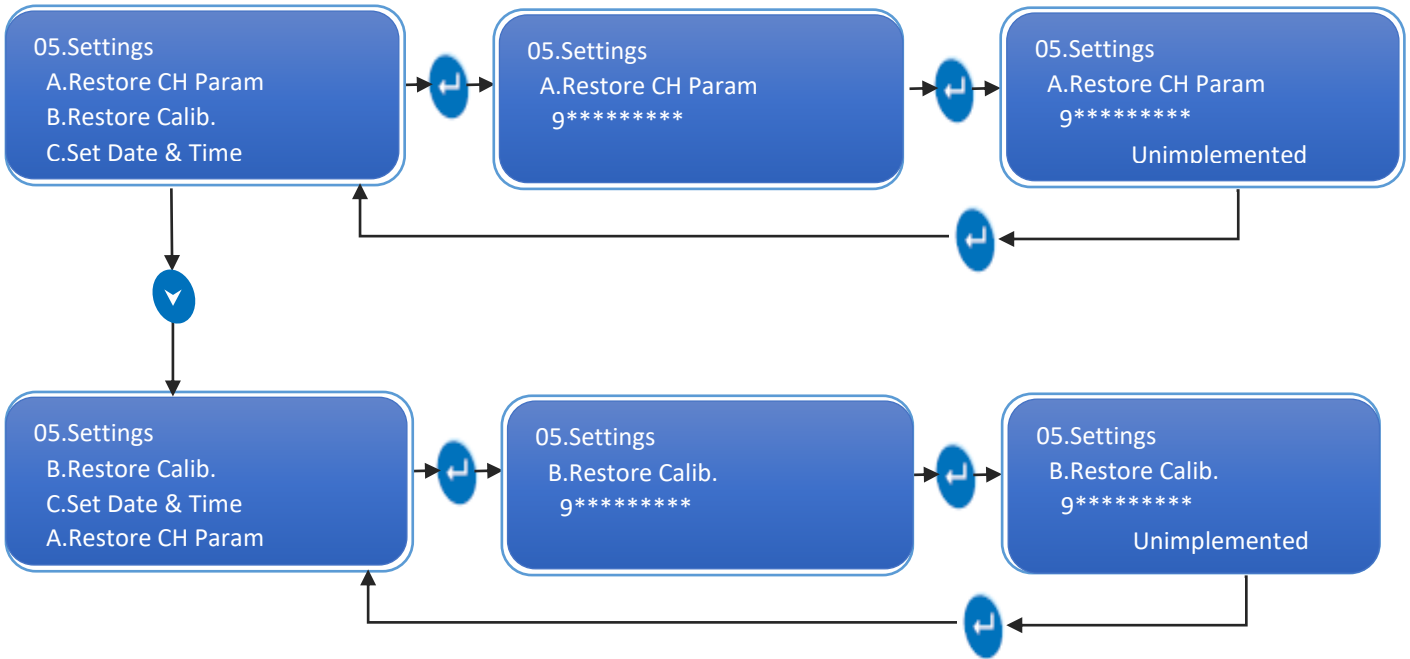 05.Settings
A.Restore CH Param
B.Restore Calib.
C.Set Date & Time
05.Settings
A.Restore CH Param
9*********
05.Settings
A.Restore CH Param
9*********
Unimplemented
05.Settings
B.Restore Calib.
C.Set Date & Time
A.Restore CH Param
05.Settings
B.Restore Calib.
9*********
05.Settings
B.Restore Calib.
9*********
Unimplemented